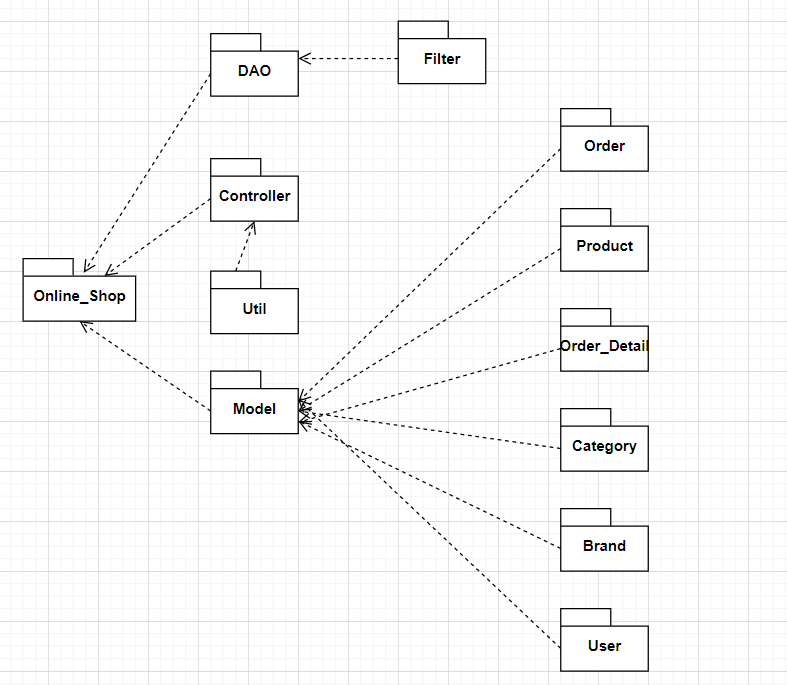 Filter
DAO
Order
Controller
Product
Online_Shop
Util
Order_Detail
Model
Category
Brand
User